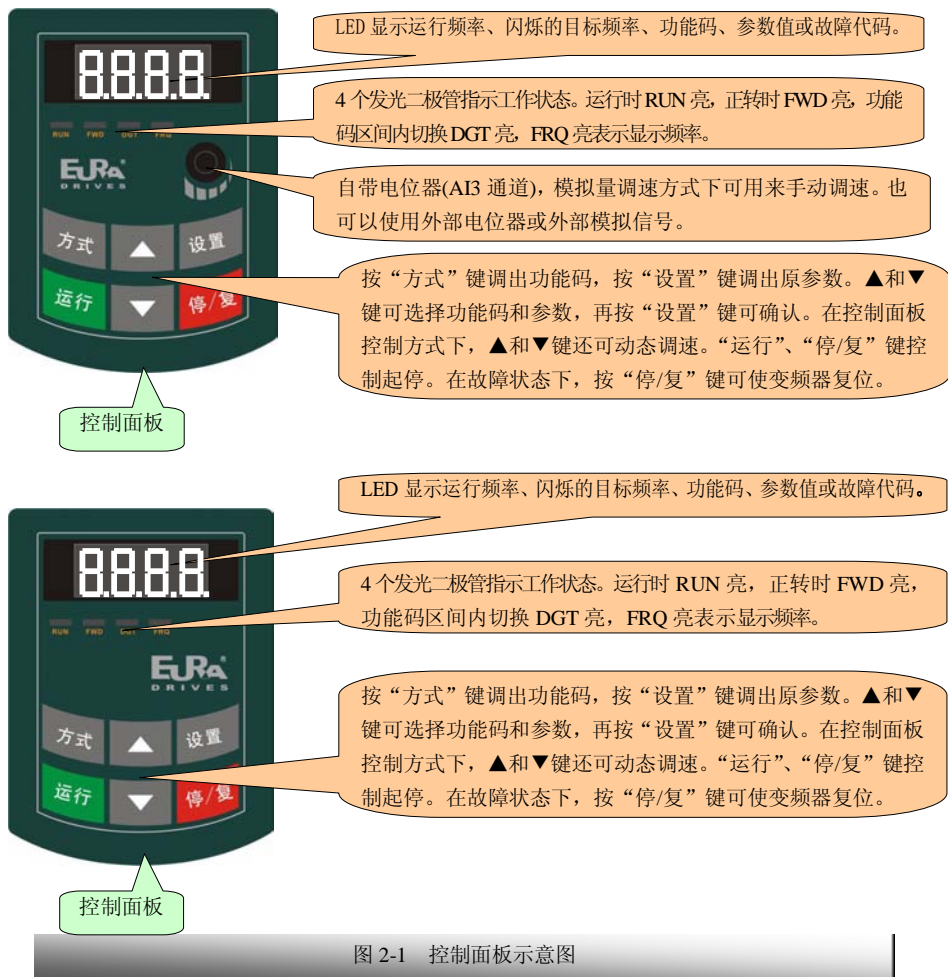 LED 显示运行频率、闪烁的目标频率、功能码、参数值或故障代码。
8.8.8.8.
4 个发光二极管指示工作状态。运行时 RUN 亮，正转时 FWD 亮，功能
码区间内切换 DGT 亮，FRQ 亮表示显示频率。
RUN FWD DGT FRQ
EURA
DRIVES
自带电位器(AI3 通道)，模拟量调速方式下可用来手动调速。也
可以使用外部电位器或外部模拟信号。
方式 ▲ 设置
运行 ▼ 停/复
按“方式”键调出功能码，按“设置”键调出原参数。▲和▼
键可选择功能码和参数，再按“设置”键可确认。在控制面板
控制方式下，▲和▼键还可动态调速。“运行”、“停/复”键控
制起停。在故障状态下，按“停/复”键可使变频器复位。
控制面板
LED 显示运行频率、闪烁的目标频率、功能码、参数值或故障代码。
8.8.8.8.
4 个发光二极管指示工作状态。运行时 RUN 亮，正转时 FWD 亮，
功能码区间内切换 DGT 亮，FRQ 亮表示显示频率。
RUN FWD DGT FRQ
EURA
DRIVES
方式 ▲ 设置
运行 ▼ 停/复
按“方式”键调出功能码，按“设置”键调出原参数。▲和▼
键可选择功能码和参数，再按“设置”键可确认。在控制面板
控制方式下，▲和▼键还可动态调速。“运行”、“停/复”键控
制起停。在故障状态下，按“停/复”键可使变频器复位。
控制面板
图 2-1 控制面板示意图